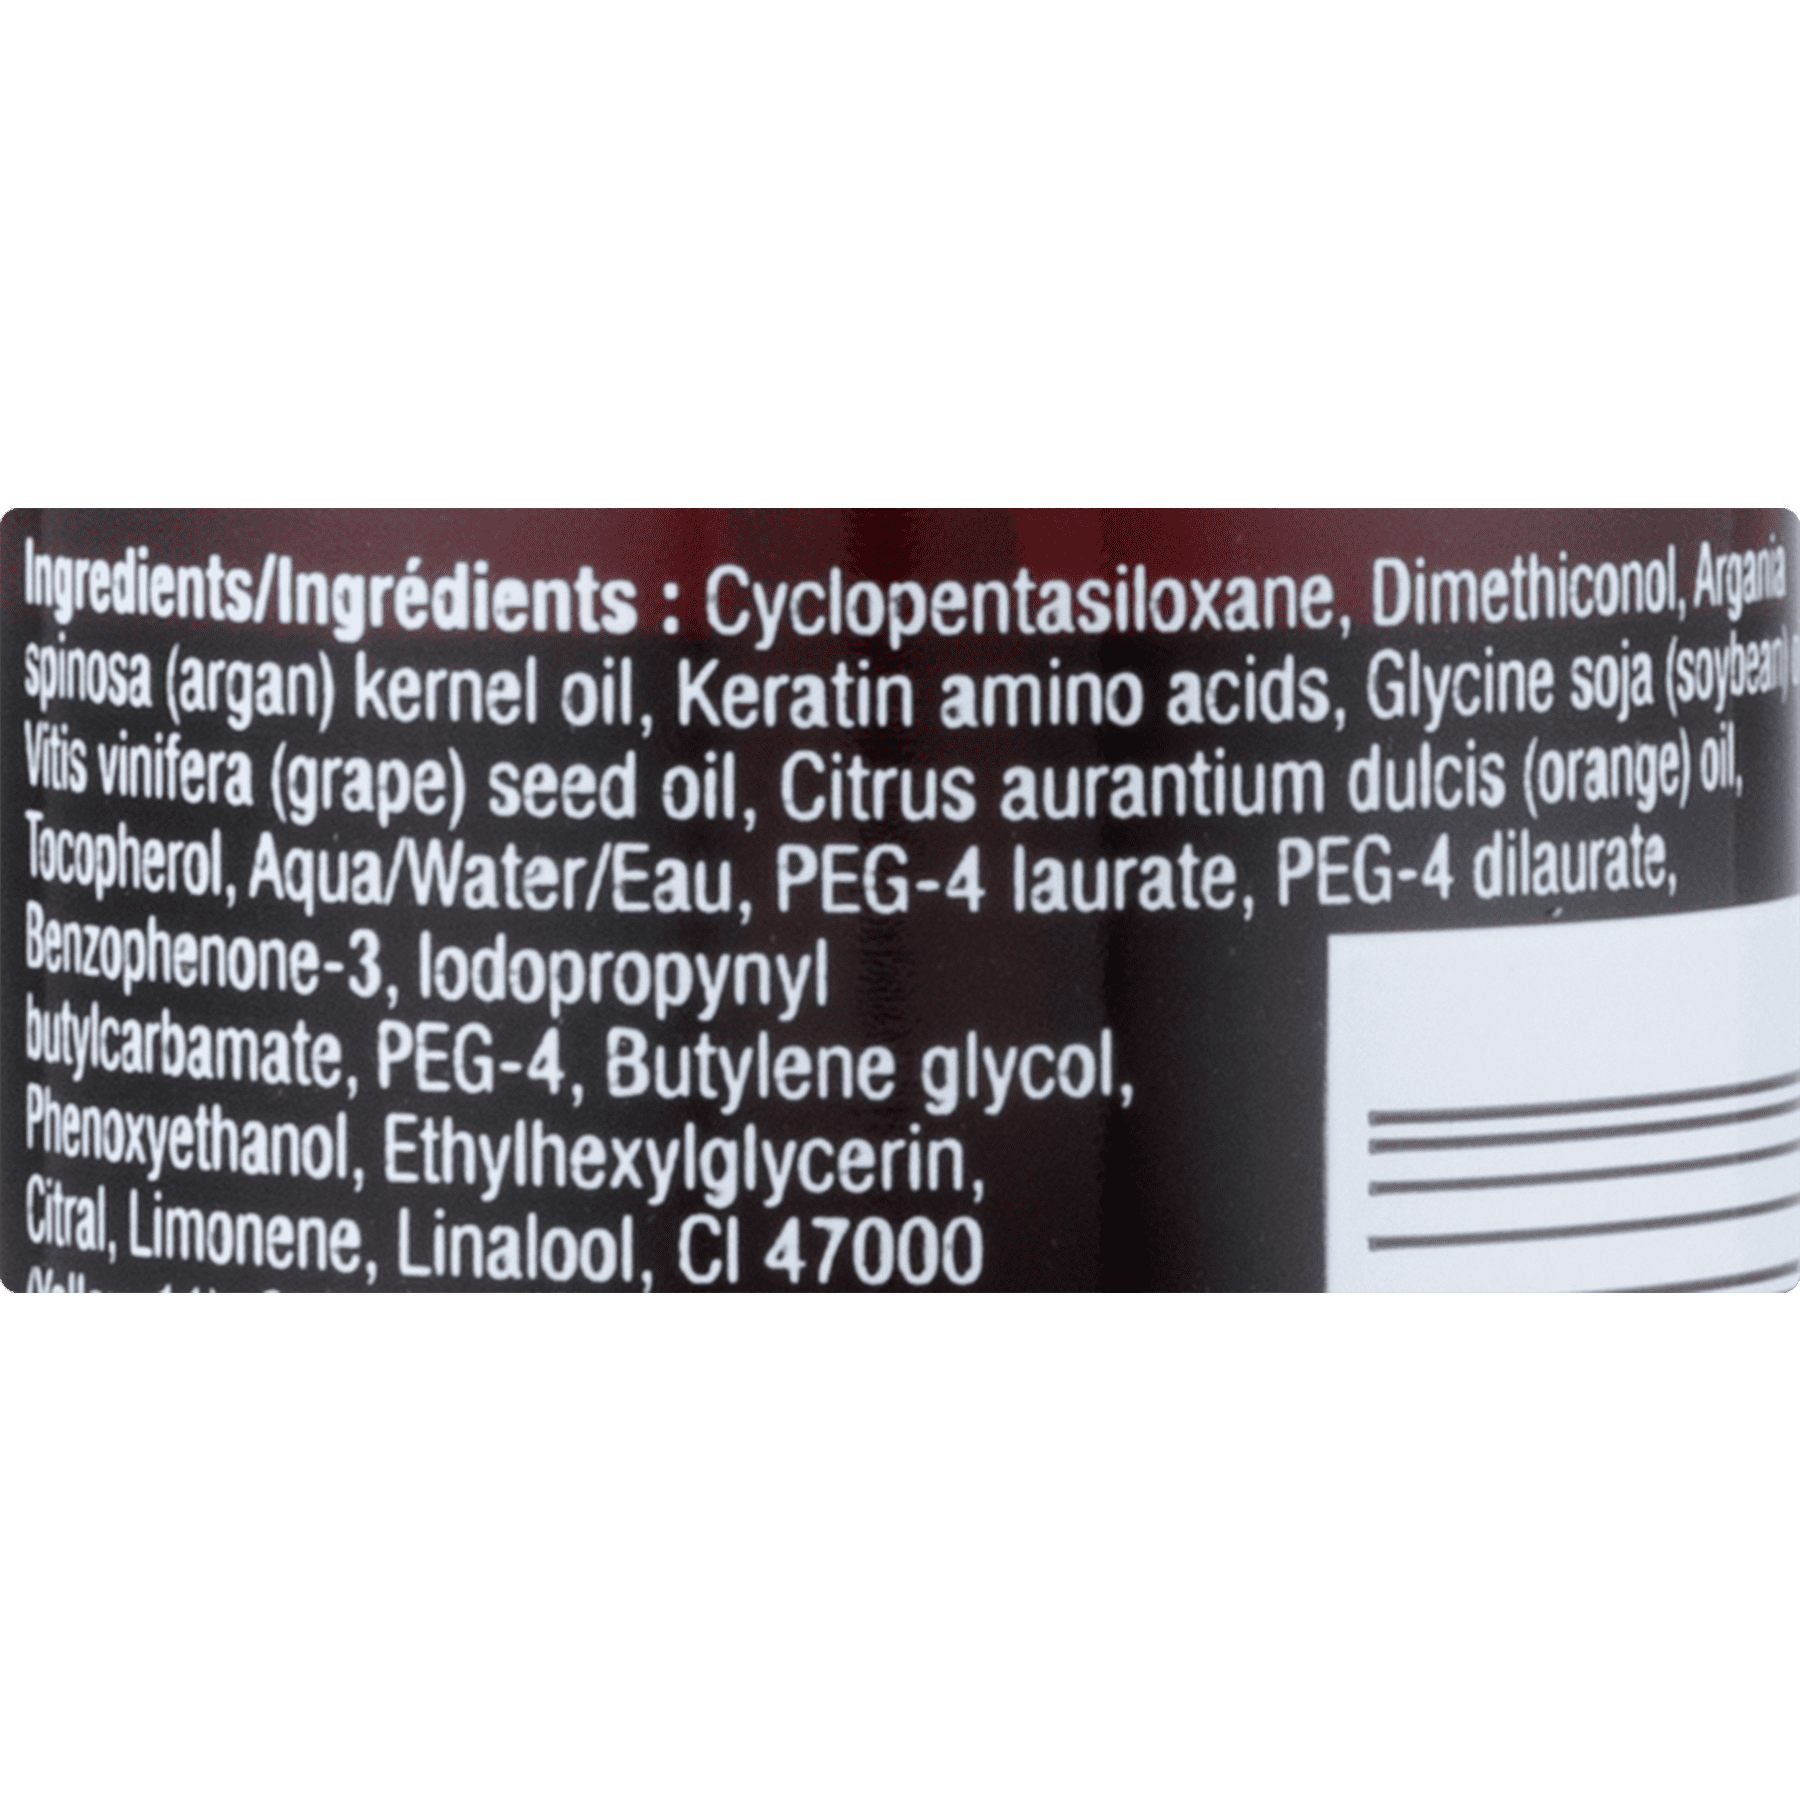 Ingredients/Ingrédients : Cyclopentasiloxane, Dimethiconol, Argania
spinosa (argan) kernel oil, Keratin amino acids, Glycine soja (soybean)
Vitis vinifera (grape) seed oil, Citrus aurantium dulcis (orange) oil,
Tocopherol, Aqua/Water/Eau, PEG-4 laurate, PEG-4 dilaurate,
Benzophenone-3, Iodopropynyl
butylcarbamate, PEG-4, Butylene glycol,
Phenoxyethanol, Ethylhexylglycerin,
Citral, Limonene, Linalool, CI 47000